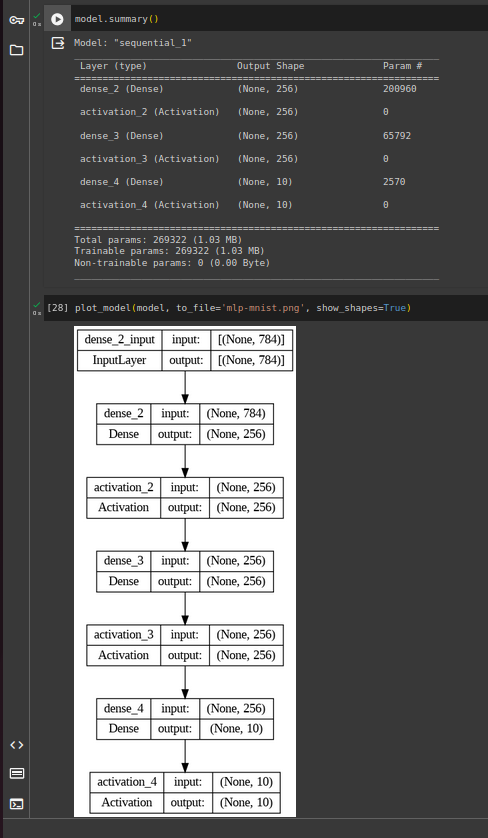 model.summary()
0s
Model: "sequential_1"
Layer (type) Output Shape Param #
=================================================================
dense_2 (Dense) (None, 256) 200960
activation_2 (Activation) (None, 256) 0
dense_3 (Dense) (None, 256) 65792
activation_3 (Activation) (None, 256) 0
dense_4 (Dense) (None, 10) 2570
activation_4 (Activation) (None, 10) 0
=================================================================
Total params: 269322 (1.03 MB)
Trainable params: 269322 (1.03 MB)
Non-trainable params: 0 (0.00 Byte)
[28] plot_model(model, to_file='mlp-mnist.png', show_shapes=True)
0s
dense_2_input input: [(None, 784)]
InputLayer output: [(None, 784)]
dense_2 input: (None, 784)
Dense output: (None, 256)
activation_2 input: (None, 256)
Activation output: (None, 256)
dense_3 input: (None, 256)
Dense output: (None, 256)
activation_3 input: (None, 256)
Activation output: (None, 256)
dense_4 input: (None, 256)
Dense output: (None, 10)
activation_4 input: (None, 10)
Activation output: (None, 10)